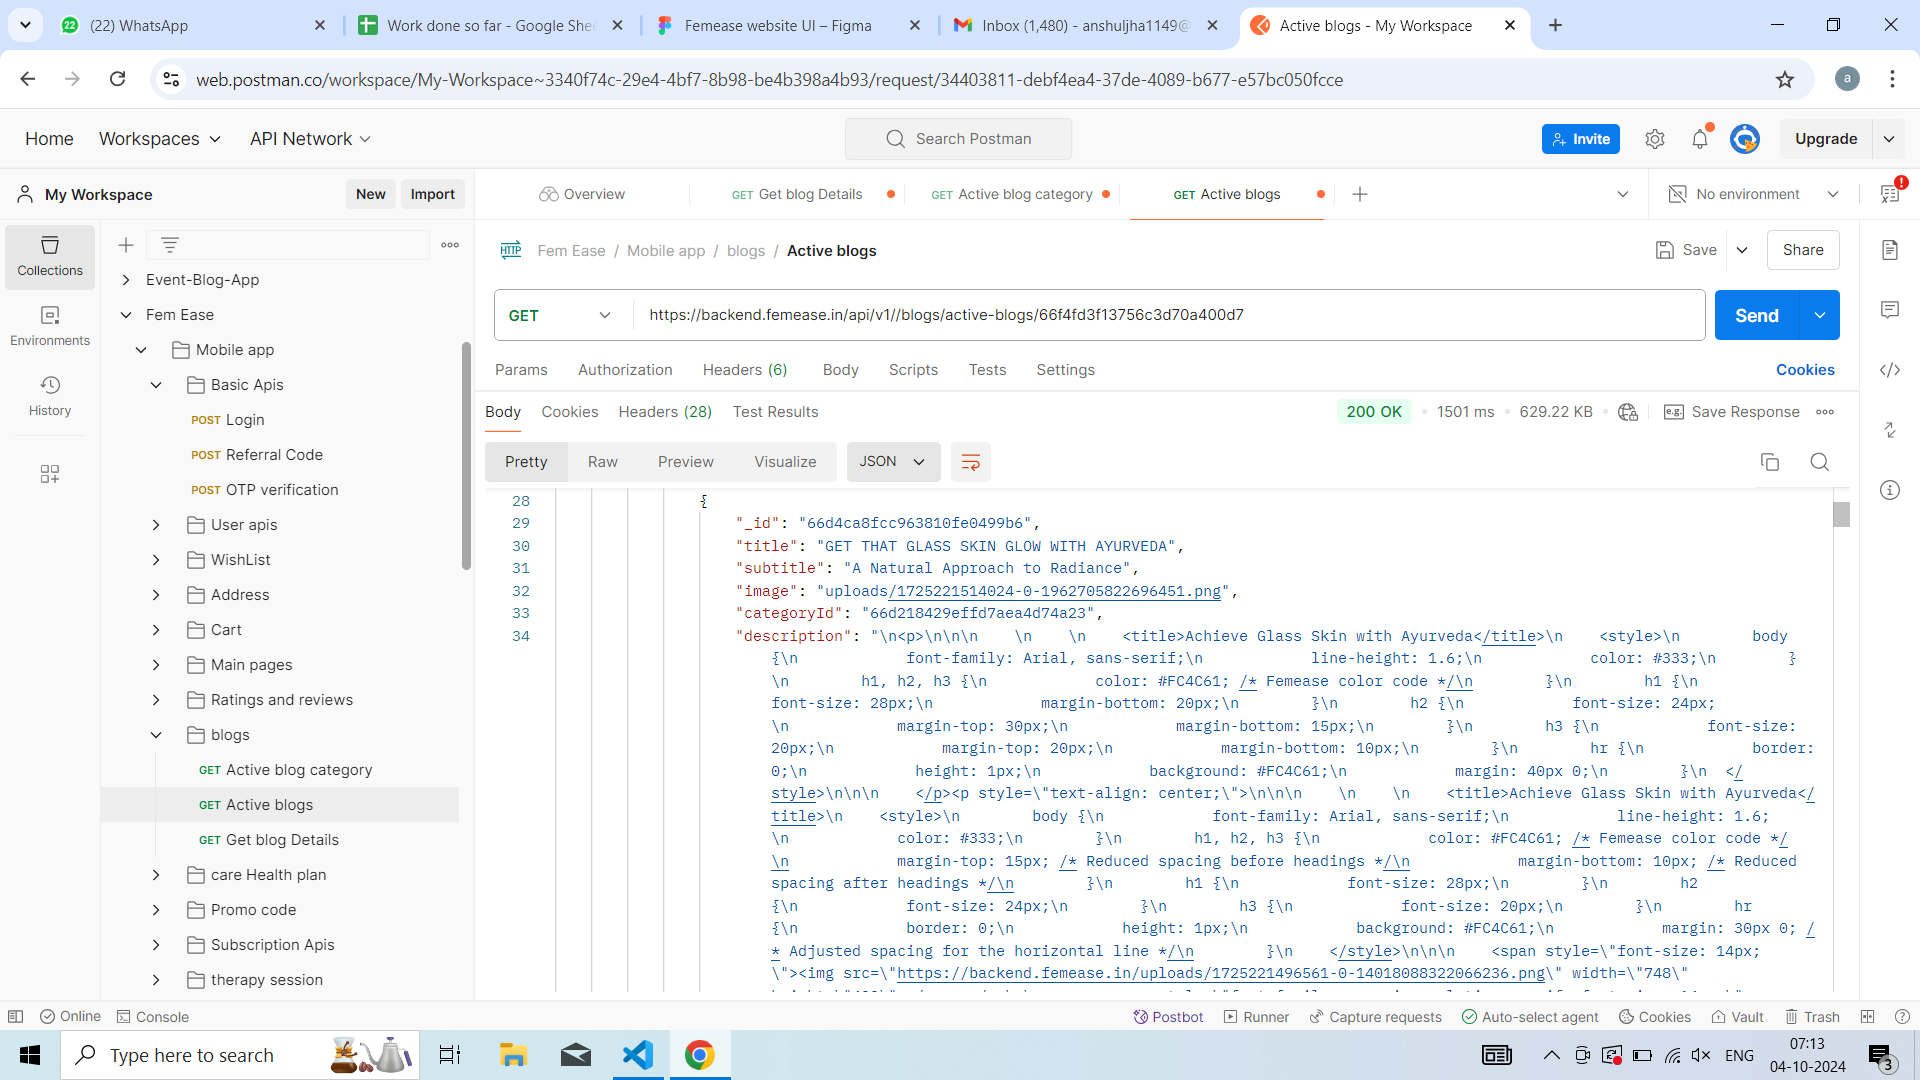 (22) WhatsApp
Work done so far - Google Shee
Femease website UI – Figma
Inbox (1,480) - anshuljha1149@
Active blogs - My Workspace
web.postman.co/workspace/My-Workspace~3340f74c-29e4-4bf7-8b98-be4b398a4b93/request/34403811-debf4ea4-37de-4089-b677-e57bc050fcce
a
Home Workspaces API Network
Search Postman
Invite
Upgrade
My Workspace
New
Import
Overview
GET Get blog Details
GET Active blog category
GET Active blogs
No environment
Collections
Environments
History
Event-Blog-App
Fem Ease
Mobile app
Basic Apis
POST Login
POST Referral Code
POST OTP verification
User apis
WishList
Address
Cart
Main pages
Ratings and reviews
blogs
GET Active blog category
GET Active blogs
GET Get blog Details
care Health plan
Promo code
Subscription Apis
therapy session
HTTP Fem Ease / Mobile app / blogs / Active blogs
Save
Share
GET
https://backend.femease.in/api/v1//blogs/active-blogs/66f4fd3f13756c3d70a400d7
Send
Params Authorization Headers (6) Body Scripts Tests Settings
Cookies
Body Cookies Headers (28) Test Results
200 OK 1501 ms 629.22 KB
e.g. Save Response
Pretty Raw Preview Visualize
JSON
28 {
29 "_id": "66d4ca8fcc963810fe0499b6",
30 "title": "GET THAT GLASS SKIN GLOW WITH AYURVEDA",
31 "subtitle": "A Natural Approach to Radiance",
32 "image": "uploads/1725221514024-0-1962705822696451.png",
33 "categoryId": "66d218429effd7aea4d74a23",
34 "description": "\n<p>\n\n\n    \n    \n    <title>Achieve Glass Skin with Ayurveda</title>\n    <style>\n        body
{\n            font-family: Arial, sans-serif;\n            line-height: 1.6;\n            color: #333;\n        }
\n        h1, h2, h3 {\n            color: #FC4C61; /* Femease color code */\n        }\n        h1 {\n
font-size: 28px;\n            margin-bottom: 20px;\n        }\n        h2 {\n            font-size: 24px;
\n            margin-top: 30px;\n            margin-bottom: 15px;\n        }\n        h3 {\n            font-size:
20px;\n            margin-top: 20px;\n            margin-bottom: 10px;\n        }\n        hr {\n            border:
0;\n            height: 1px;\n            background: #FC4C61;\n            margin: 40px 0;\n        }\n  </
style>\n\n\n    </p><p style=\"text-align: center;\">\n\n\n    \n    \n    <title>Achieve Glass Skin with Ayurveda</
title>\n    <style>\n        body {\n            font-family: Arial, sans-serif;\n            line-height: 1.6;
\n            color: #333;\n        }\n        h1, h2, h3 {\n            color: #FC4C61; /* Femease color code */
\n            margin-top: 15px; /* Reduced spacing before headings */\n            margin-bottom: 10px; /* Reduced
spacing after headings */\n        }\n        h1 {\n            font-size: 28px;\n        }\n        h2
{\n            font-size: 24px;\n        }\n        h3 {\n            font-size: 20px;\n        }\n        hr
{\n            border: 0;\n            height: 1px;\n            background: #FC4C61;\n            margin: 30px 0; /
* Adjusted spacing for the horizontal line */\n        }\n    </style>\n\n\n    <span style=\"font-size: 14px;
\"><img src=\"https://backend.femease.in/uploads/1725221496561-0-14018088322066236.png\" width=\"748\"
Online
Console
Postbot
Runner
Capture requests
Auto-select agent
Cookies
Vault
Trash
Type here to search
ENG
07:13
04-10-2024
3